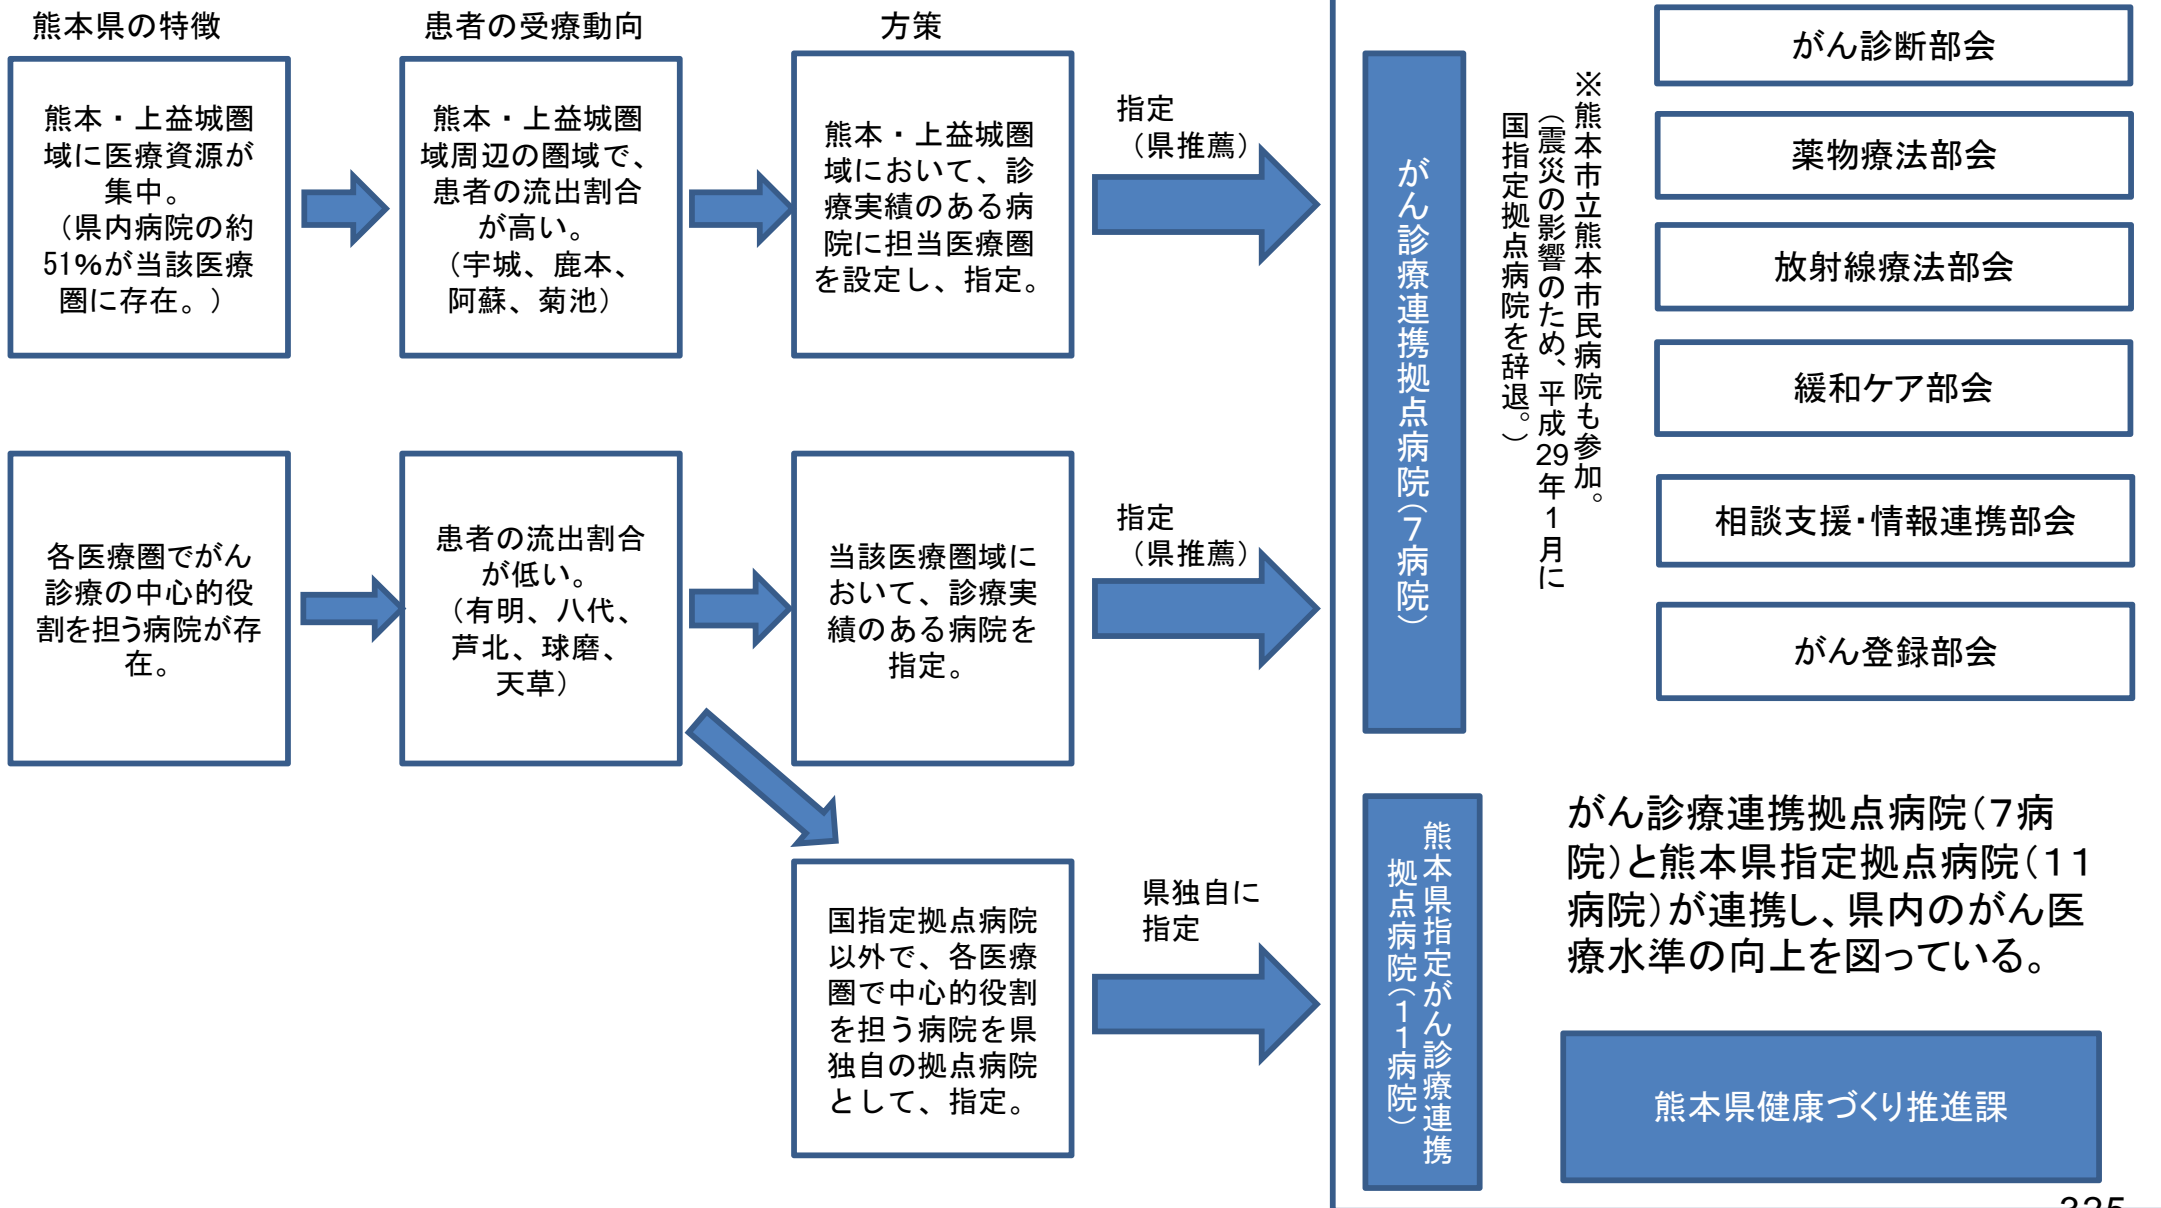 熊本県の特徴
熊本・上益城圏
域に医療資源が
集中。
（県内病院の約
51％が当該医療
圏に存在。）
患者の受療動向
熊本・上益城圏
域周辺の圏域で、
患者の流出割合
が高い。
（宇城、鹿本、
阿蘇、菊池）
方策
熊本・上益城圏
域において、診
療実績のある病
院に担当医療圏
を設定し、指定。
指定
（県推薦）
各医療圏でがん
診療の中心的役
割を担う病院が存
在。
患者の流出割合
が低い。
（有明、八代、
芦北、球磨、
天草）
当該医療圏域に
おいて、診療実
績のある病院を
指定。
指定
（県推薦）
国指定拠点病院
以外で、各医療
圏で中心的役割
を担う病院を県
独自の拠点病院
として、指定。
県独自に
指定
がん診療連携拠点病院（７病院）
※熊本市立熊本市民病院も参加。
（震災の影響のため、平成29年１月に
国指定拠点病院を辞退。）
がん診断部会
薬物療法部会
放射線療法部会
緩和ケア部会
相談支援・情報連携部会
がん登録部会
熊本県指定がん診療連携
拠点病院（１１病院）
がん診療連携拠点病院（７病
院）と熊本県指定拠点病院（１１
病院）が連携し、県内のがん医
療水準の向上を図っている。
熊本県健康づくり推進課